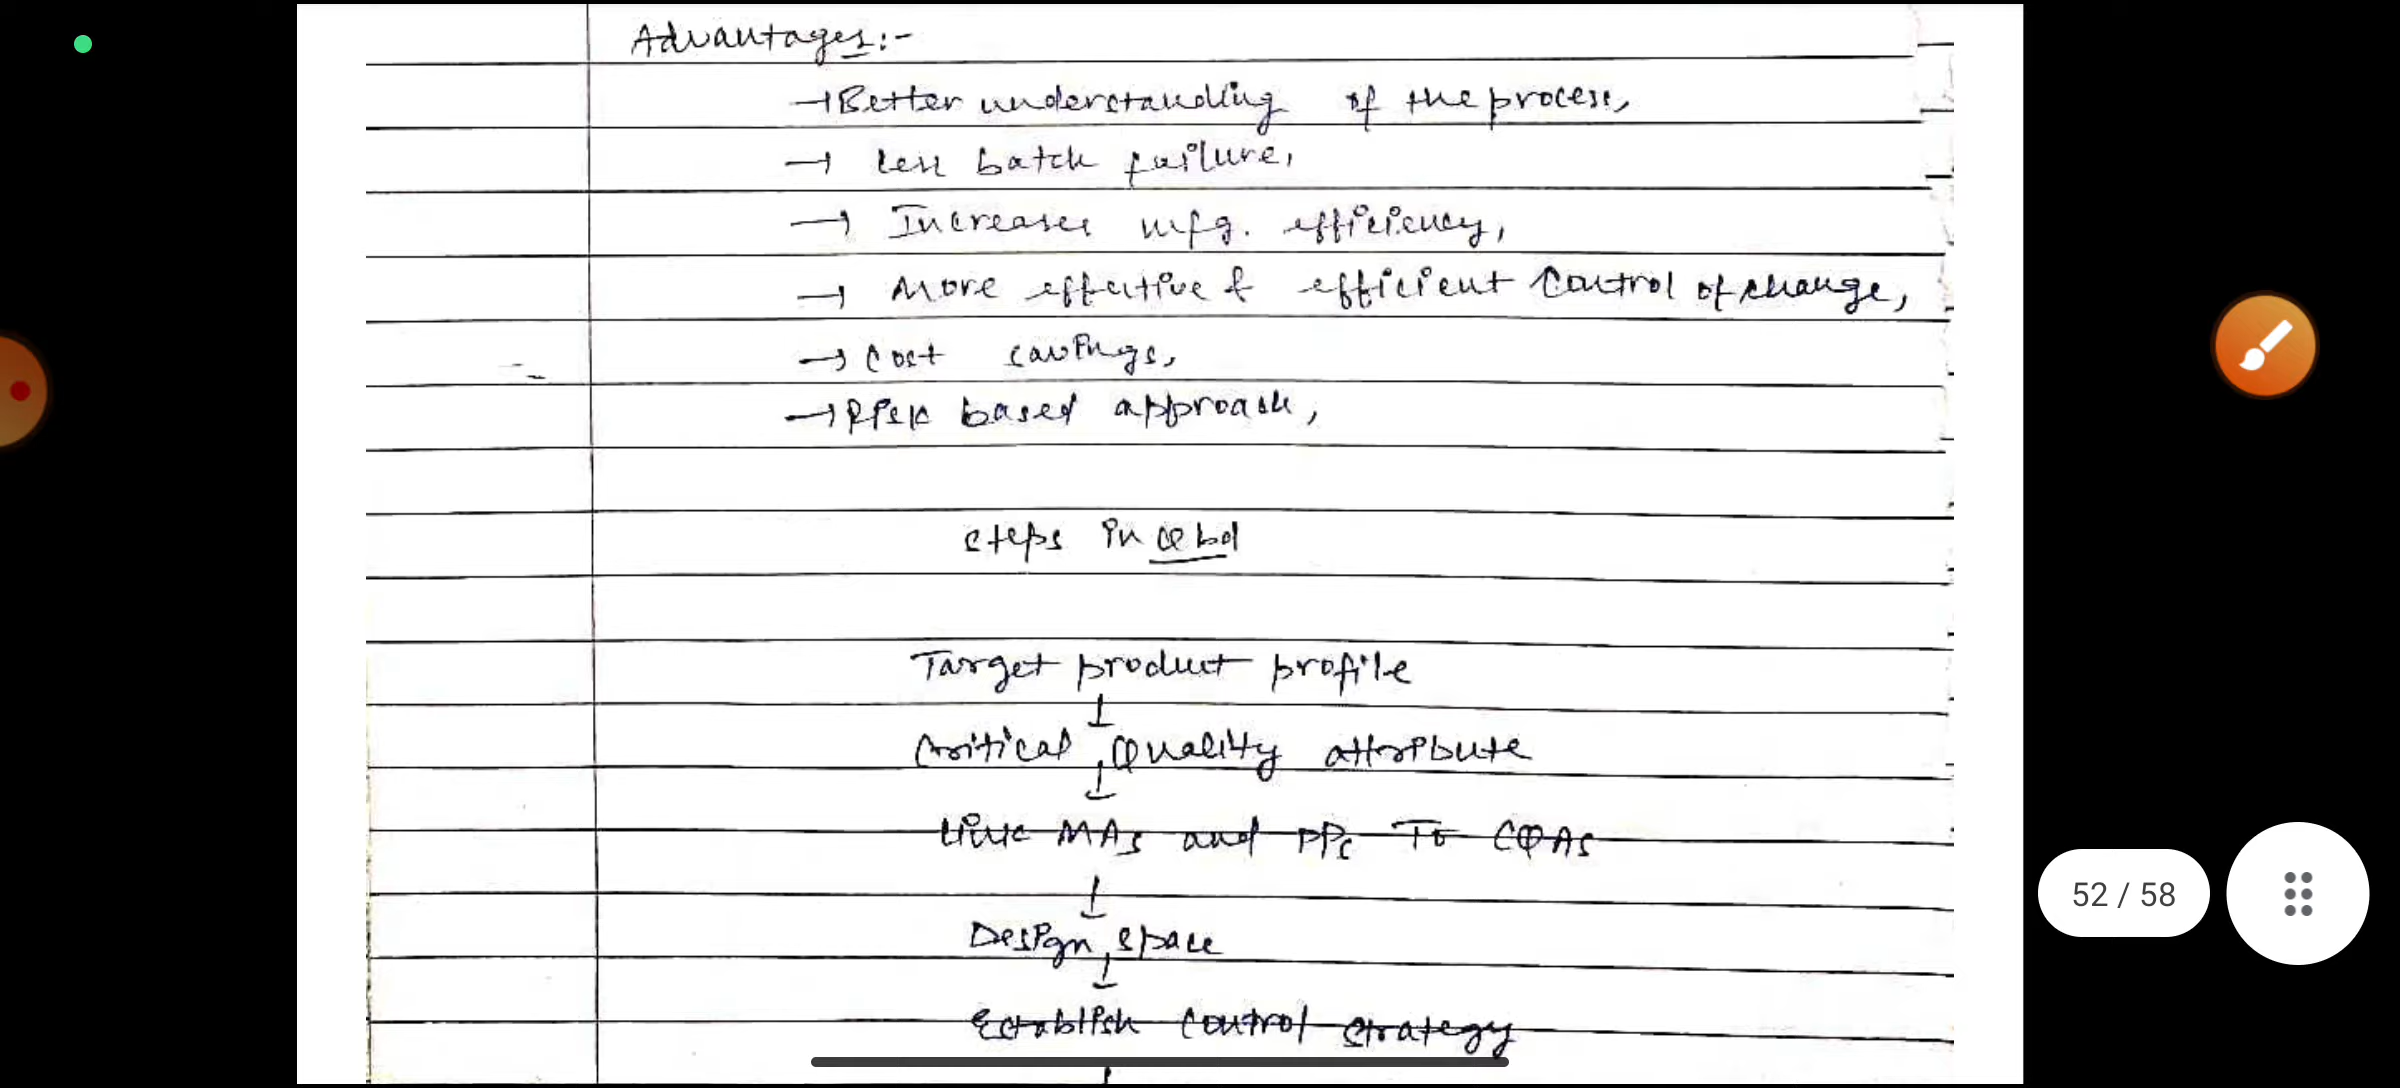 Advantages:-
→ Better understanding of the process,
→ less batch failure,
→ Increases mfg. efficiency,
→ More effective & efficient control of change,
→ cost savings,
→ Risk based approach,
steps in Qbd
Target product profile
↓
Critical Quality attribute
↓
Link MAs and PPs To CQAs
↓
Design space
↓
Establish control strategy
52 / 58